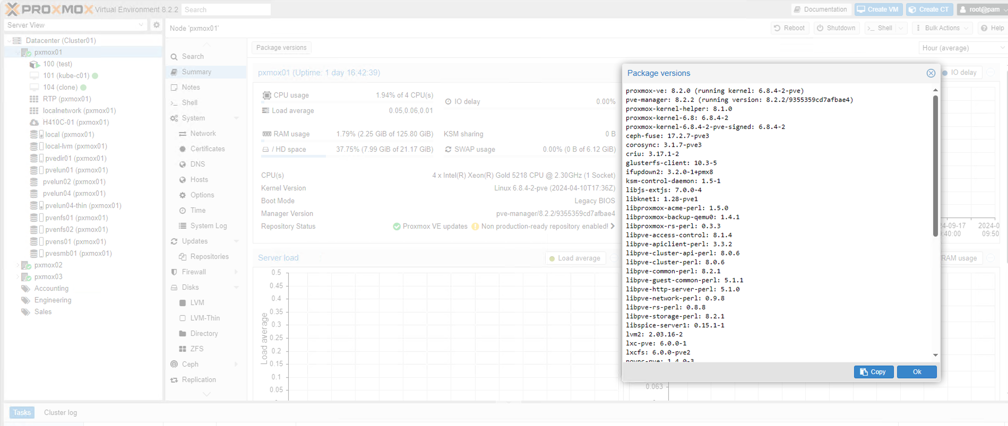 PROXMOX Virtual Environment 8.2.2 Search
Documentation Create VM Create CT root@pam
Server View
Node 'pxmox01'
Reboot Shutdown Shell Bulk Actions Help
Datacenter (Cluster01)
pxmox01
100 (test)
101 (kube-c01)
104 (clone)
RTP (pxmox01)
localnetwork (pxmox01)
H410C-01 (pxmox01)
local (pxmox01)
local-lvm (pxmox01)
pvedir01 (pxmox01)
pvelun01 (pxmox01)
pvelun02 (pxmox01)
pvelun04 (pxmox01)
pvelun04-thin (pxmox01)
pvenfs01 (pxmox01)
pvenfs02 (pxmox01)
pvens01 (pxmox01)
pvesmb01 (pxmox01)
pxmox02
pxmox03
Accounting
Engineering
Sales
Search
Summary
Notes
Shell
System
Network
Certificates
DNS
Hosts
Options
Time
System Log
Updates
Repositories
Firewall
Disks
LVM
LVM-Thin
Directory
ZFS
Ceph
Replication
Package versions
Hour (average)
pxmox01 (Uptime: 1 day 16:42:39)
CPU usage 1.94% of 4 CPU(s)
IO delay 0.00%
Load average 0.05,0.06,0.01
RAM usage 1.79% (2.25 GiB of 125.80 GiB)
KSM sharing 0 B
/ HD space 37.75% (7.99 GiB of 21.17 GiB)
SWAP usage 0.00% (0 B of 6.12 GiB)
CPU(s) 4 x Intel(R) Xeon(R) Gold 5218 CPU @ 2.30GHz (1 Socket)
Kernel Version Linux 6.8.4-2-pve (2024-04-10T17:36Z)
Boot Mode Legacy BIOS
Manager Version pve-manager/8.2.2/9355359cd7afbae4
Repository Status Proxmox VE updates Non production-ready repository enabled!
Server load
Load average
0.5
0.45
0.4
0.35
0.3
0.25
0.2
0.15
0.1
0.05
Load average
IO delay
RAM usage
0.063
Package versions
proxmox-ve: 8.2.0 (running kernel: 6.8.4-2-pve)
pve-manager: 8.2.2 (running version: 8.2.2/9355359cd7afbae4)
proxmox-kernel-helper: 8.1.0
proxmox-kernel-6.8: 6.8.4-2
proxmox-kernel-6.8.4-2-pve-signed: 6.8.4-2
ceph-fuse: 17.2.7-pve3
corosync: 3.1.7-pve3
criu: 3.17.1-2
glusterfs-client: 10.3-5
ifupdown2: 3.2.0-1+pmx8
ksm-control-daemon: 1.5-1
libjs-extjs: 7.0.0-4
libknet1: 1.28-pve1
libproxmox-acme-perl: 1.5.0
libproxmox-backup-qemu0: 1.4.1
libproxmox-rs-perl: 0.3.3
libpve-access-control: 8.1.4
libpve-apiclient-perl: 3.3.2
libpve-cluster-api-perl: 8.0.6
libpve-cluster-perl: 8.0.6
libpve-common-perl: 8.2.1
libpve-guest-common-perl: 5.1.1
libpve-http-server-perl: 5.1.0
libpve-network-perl: 0.9.8
libpve-rs-perl: 0.8.8
libpve-storage-perl: 8.2.1
libspice-server1: 0.15.1-1
lvm2: 2.03.16-2
lxc-pve: 6.0.0-1
lxcfs: 6.0.0-pve2
Copy Ok
Tasks Cluster log